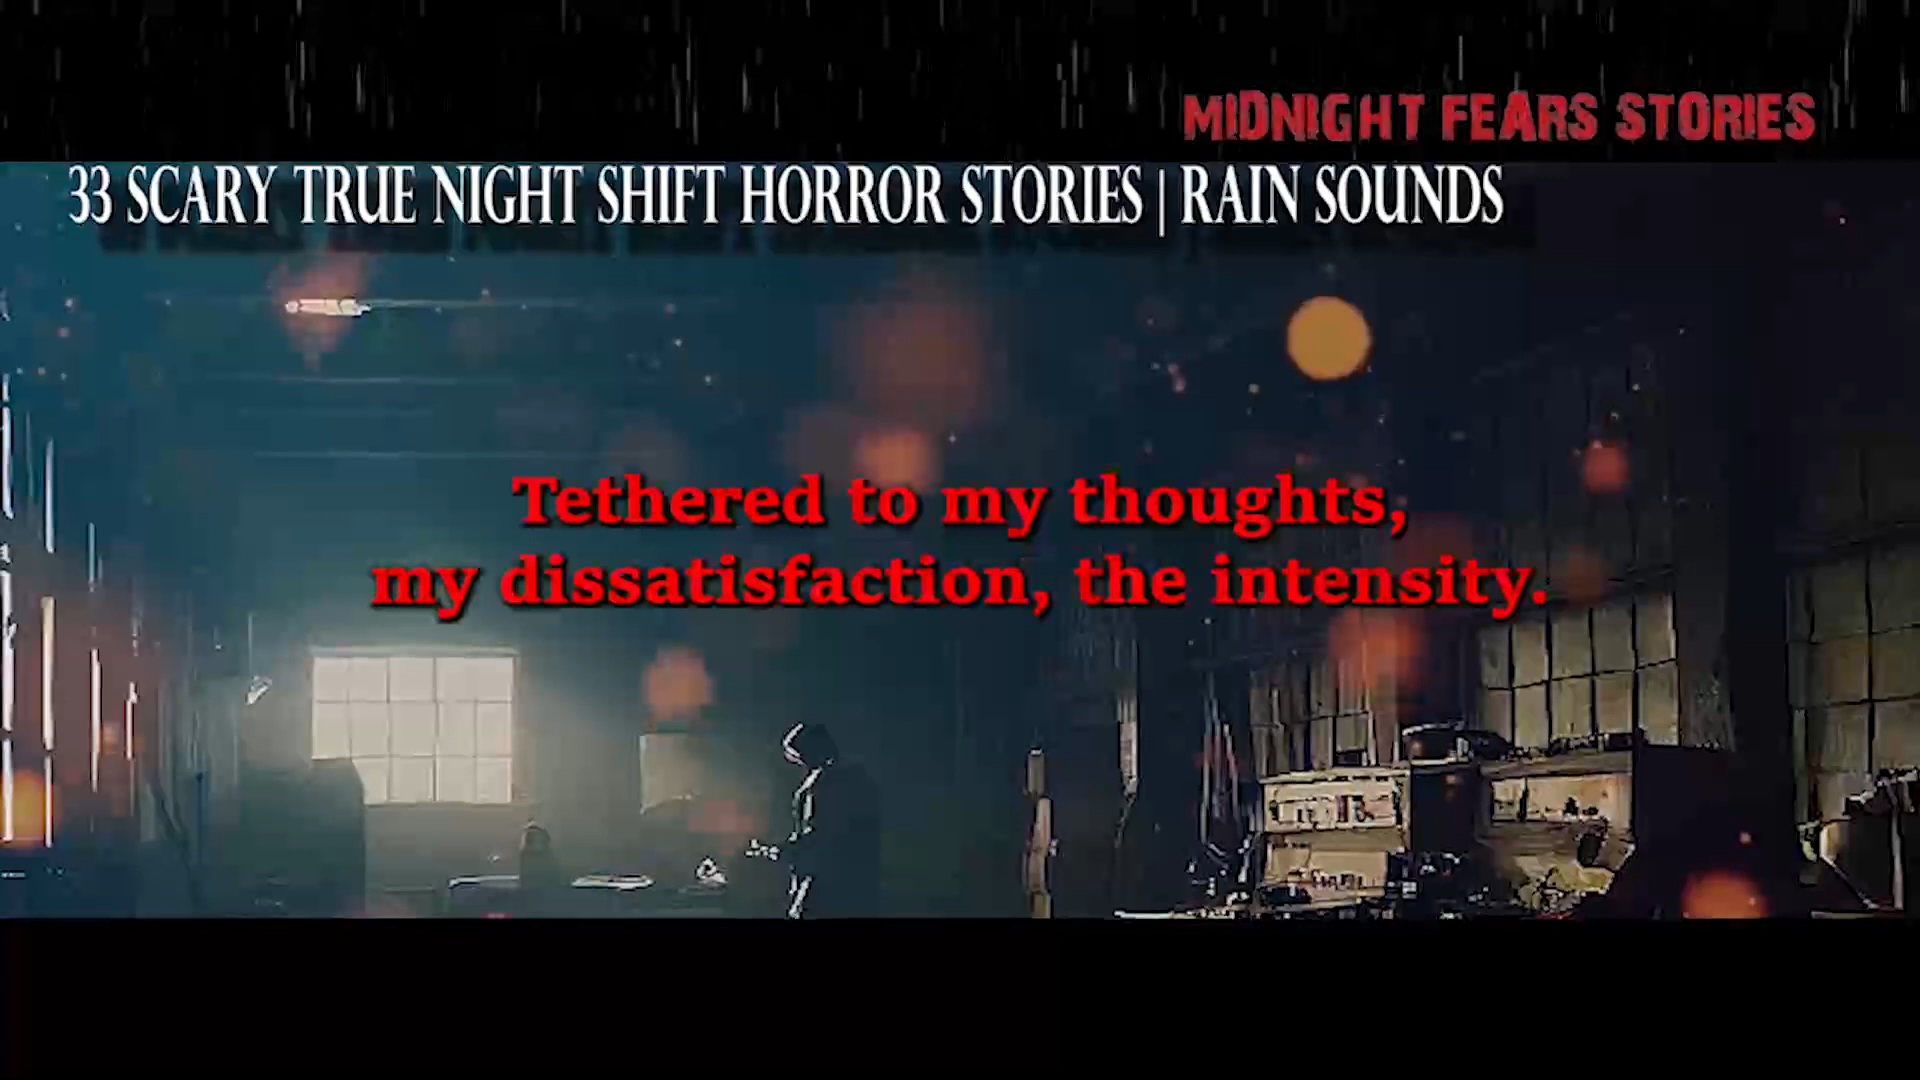 MIDNIGHT FEARS STORIES
33 SCARY TRUE NIGHT SHIFT HORROR STORIES | RAIN SOUNDS
Tethered to my thoughts,
my dissatisfaction, the intensity.